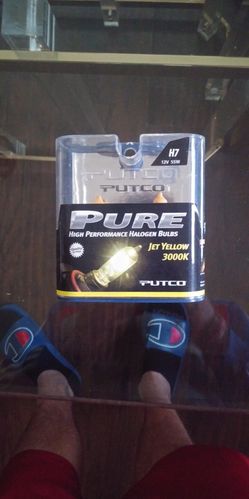 H7
12V 55W
PUTCO
PUTCO
PURE
HIGH PERFORMANCE HALOGEN BULBS
JET YELLOW
3000K
PUTCO